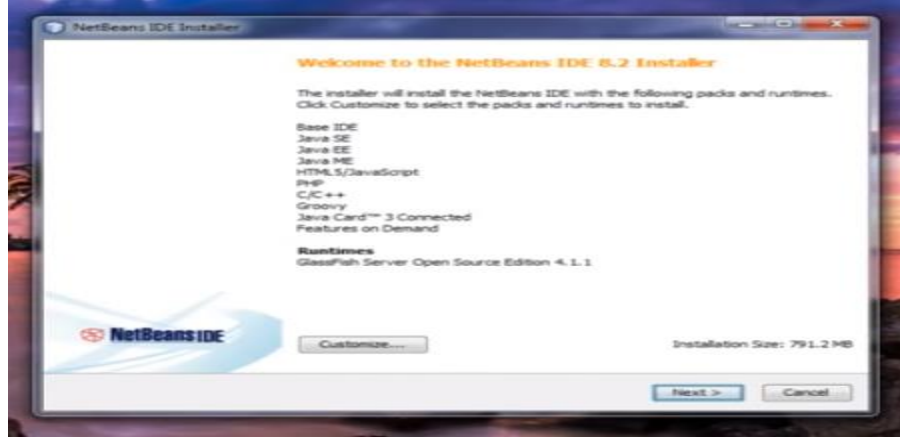 NetBeans IDE Installer
Welcome to the NetBeans IDE 8.2 Installer
The installer will install the NetBeans IDE with the following packs and runtimes.
Click Customize to select the packs and runtimes to install.
Base IDE
Java SE
Java EE
Java ME
HTML5/JavaScript
PHP
C/C++
Groovy
Java Card™ 3 Connected
Features on Demand
Runtimes
GlassFish Server Open Source Edition 4.1.1
NetBeans IDE
Customize...
Installation Size: 791.2 MB
Next >
Cancel